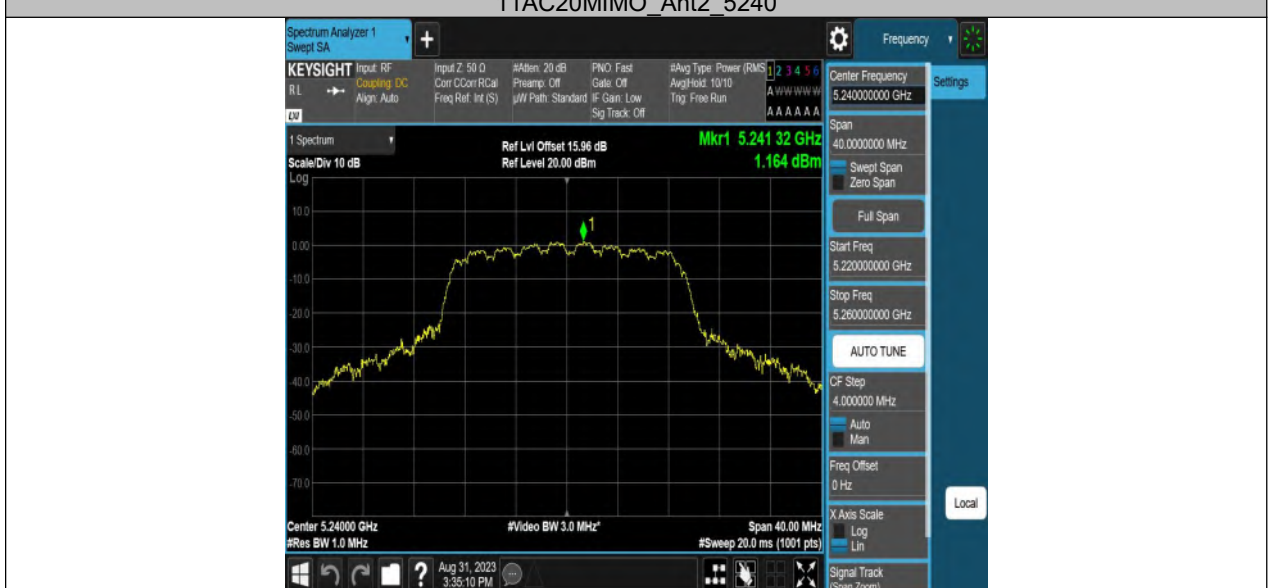 11AC20MIMO_Ant2_5240
Spectrum Analyzer 1
Swept SA
Frequency
KEYSIGHT
Input: RF
Input Z: 50 Ω
#Atten: 20 dB
PNO: Fast
#Avg Type: Power (RMS
1 2 3 4 5 6
RL
Coupling: DC
Corr CCorr RCal
Preamp: Off
Gate: Off
Avg|Hold: 10/10
A W W W W W
Align: Auto
Freq Ref: Int (S)
µW Path: Standard
IF Gain: Low
Trig: Free Run
Sig Track: Off
A A A A A A
LXI
1 Spectrum
Scale/Div 10 dB
Ref Lvl Offset 15.96 dB
Ref Level 20.00 dBm
Mkr1 5.241 32 GHz
1.164 dBm
Log
10.0
0.00
-10.0
-20.0
-30.0
-40.0
-50.0
-60.0
-70.0
1
Center 5.24000 GHz
#Video BW 3.0 MHz*
Span 40.00 MHz
#Res BW 1.0 MHz
#Sweep 20.0 ms (1001 pts)
Aug 31, 2023
3:35:10 PM
Center Frequency
5.240000000 GHz
Settings
Span
40.0000000 MHz
Swept Span
Zero Span
Full Span
Start Freq
5.220000000 GHz
Stop Freq
5.260000000 GHz
AUTO TUNE
CF Step
4.000000 MHz
Auto
Man
Freq Offset
0 Hz
Local
X Axis Scale
Log
Lin
Signal Track
(Span Zoom)